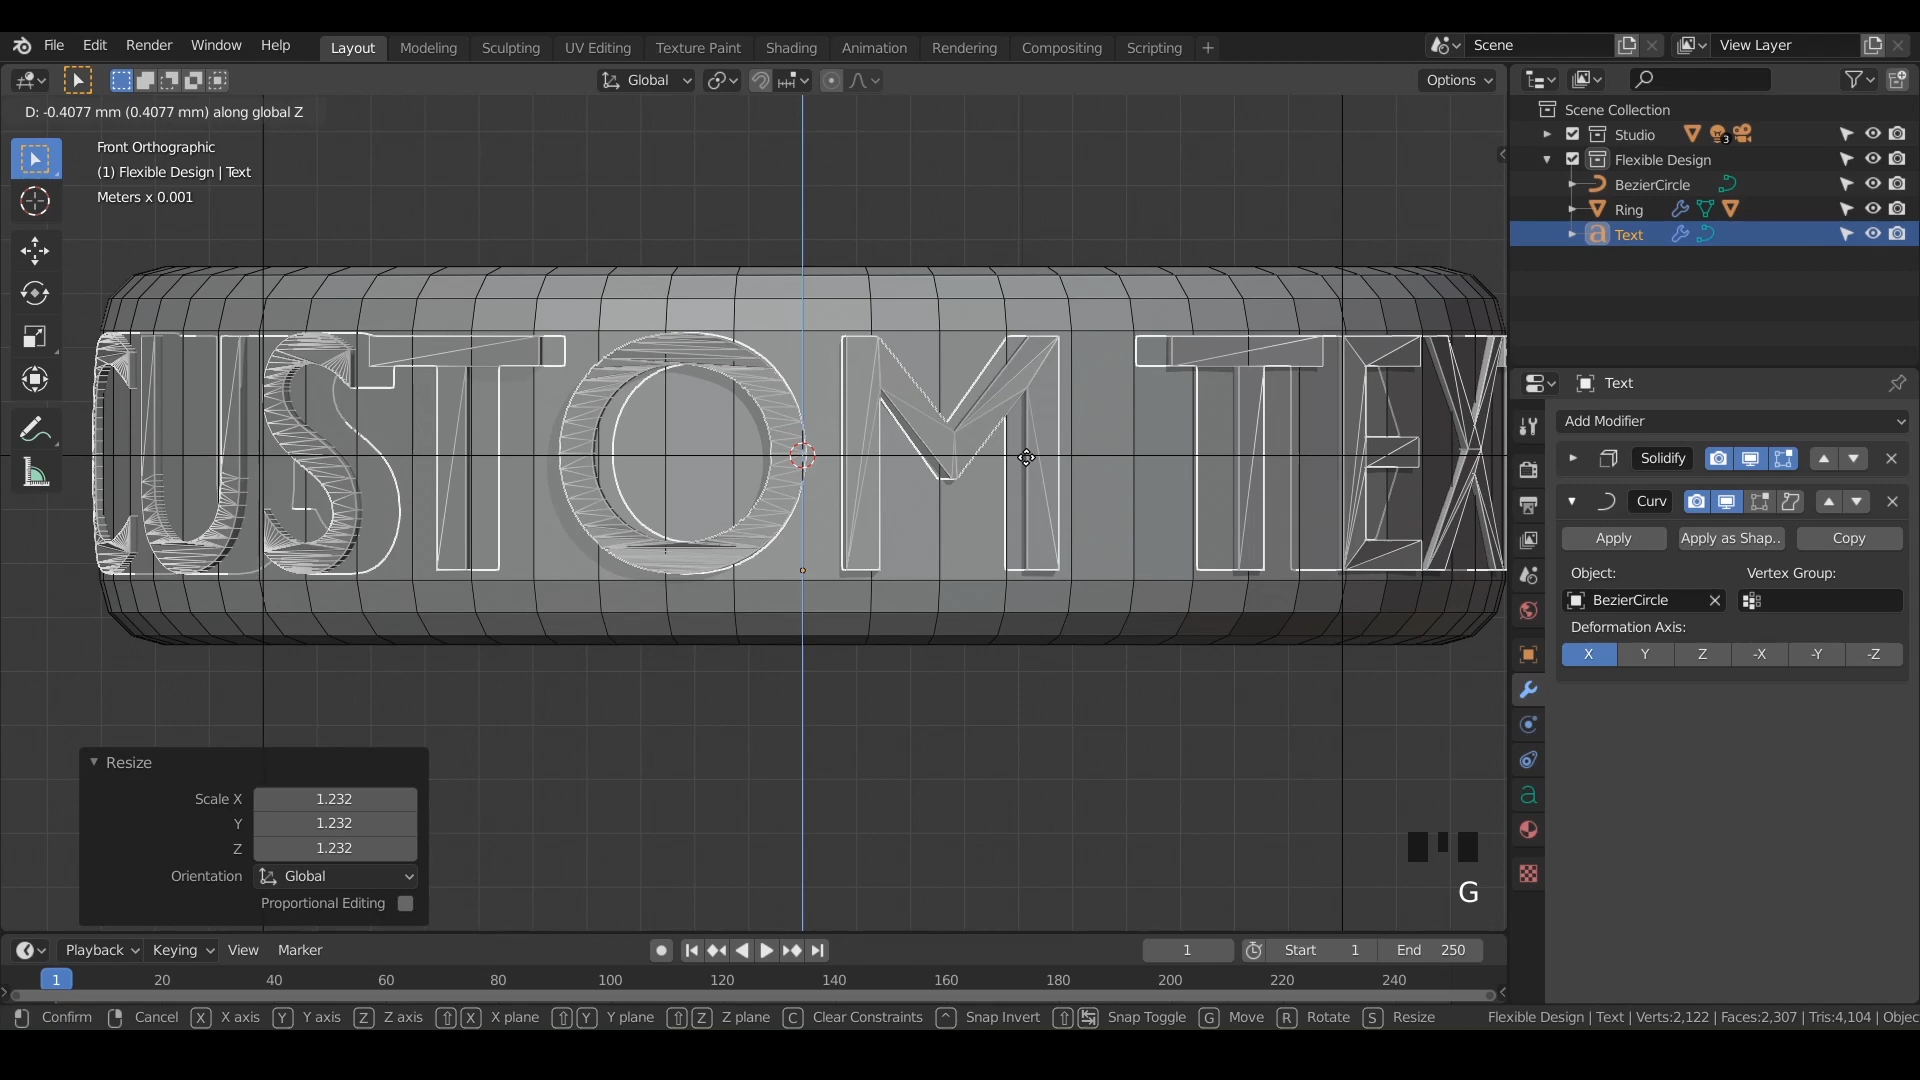 File Edit Render Window Help Layout Modeling Sculpting UV Editing Texture Paint Shading Animation Rendering Compositing Scripting + Scene View Layer
Global Options
D: -0.4077 mm (0.4077 mm) along global Z
Front Orthographic
(1) Flexible Design | Text
Meters x 0.001
CUSTOM TEX
Scene Collection
Studio 3
Flexible Design
BezierCircle
Ring
Text
Text
Add Modifier
Solidify
Curv
Apply Apply as Shap.. Copy
Object: Vertex Group:
BezierCircle
Deformation Axis:
X Y Z -X -Y -Z
Resize
Scale X 1.232
Y 1.232
Z 1.232
Orientation Global
Proportional Editing
G
Playback Keying View Marker 1 Start 1 End 250
1 20 40 60 80 100 120 140 160 180 200 220 240
Confirm Cancel X X axis Y Y axis Z Z axis X X plane Y Y plane Z Z plane C Clear Constraints ^ Snap Invert Snap Toggle G Move R Rotate S Resize Flexible Design | Text | Verts:2,122 | Faces:2,307 | Tris:4,104 | Objec